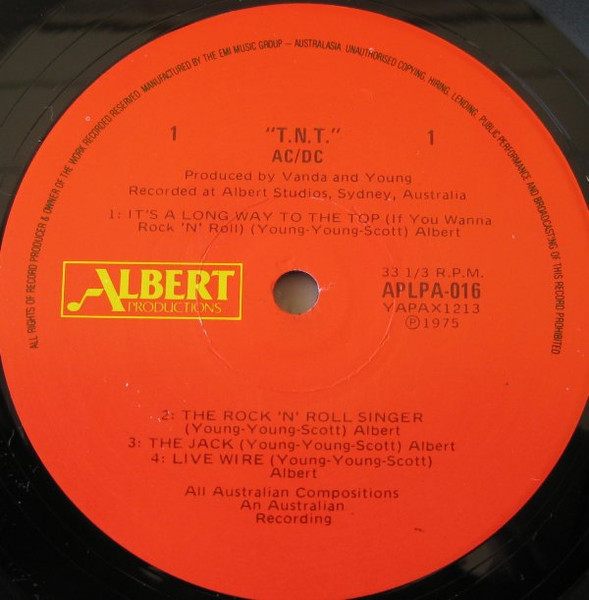 ALL RIGHTS OF RECORD PRODUCER & OWNER OF THE WORK RECORDED RESERVED. MANUFACTURED BY THE EMI MUSIC GROUP – AUSTRALASIA UNAUTHORISED COPYING, HIRING, LENDING, PUBLIC PERFORMANCE AND BROADCASTING OF THIS RECORD PROHIBITED
1 "T.N.T." 1
AC/DC
Produced by Vanda and Young
Recorded at Albert Studios, Sydney, Australia
1: IT'S A LONG WAY TO THE TOP (If You Wanna
Rock 'N' Roll) (Young-Young-Scott) Albert
ALBERT
PRODUCTIONS
33 1/3 R.P.M.
APLPA-016
YAPAX1213
Ⓟ1975
2: THE ROCK 'N' ROLL SINGER
(Young-Young-Scott) Albert
3: THE JACK (Young-Young-Scott) Albert
4: LIVE WIRE (Young-Young-Scott)
Albert
All Australian Compositions
An Australian
Recording